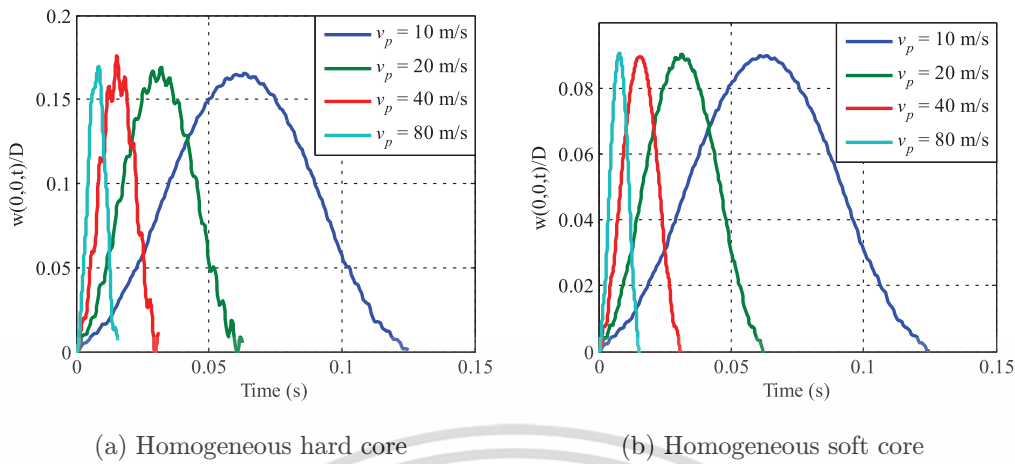 0.2
0.15
0.1
0.05
0
w(0,0,t)/D
v_p = 10 m/s
v_p = 20 m/s
v_p = 40 m/s
v_p = 80 m/s
0
0.05
0.1
0.15
Time (s)
(a) Homogeneous hard core
0.08
0.06
0.04
0.02
0
w(0,0,t)/D
v_p = 10 m/s
v_p = 20 m/s
v_p = 40 m/s
v_p = 80 m/s
0
0.05
0.1
0.15
Time (s)
(b) Homogeneous soft core